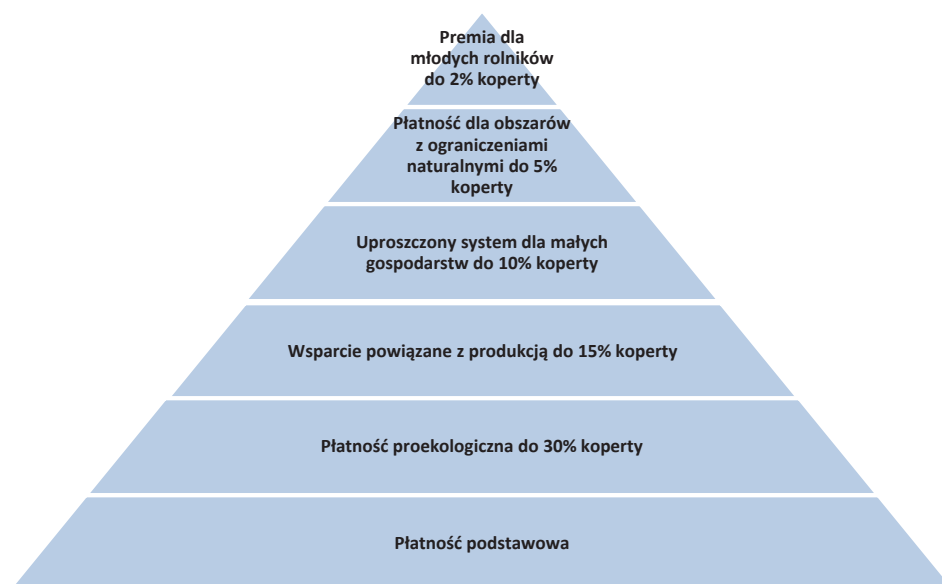 Premia dla
młodych rolników
do 2% koperty
Płatność dla obszarów
z ograniczeniami
naturalnymi do 5%
koperty
Uproszczony system dla małych
gospodarstw do 10% koperty
Wsparcie powiązane z produkcją do 15% koperty
Płatność proekologiczna do 30% koperty
Płatność podstawowa